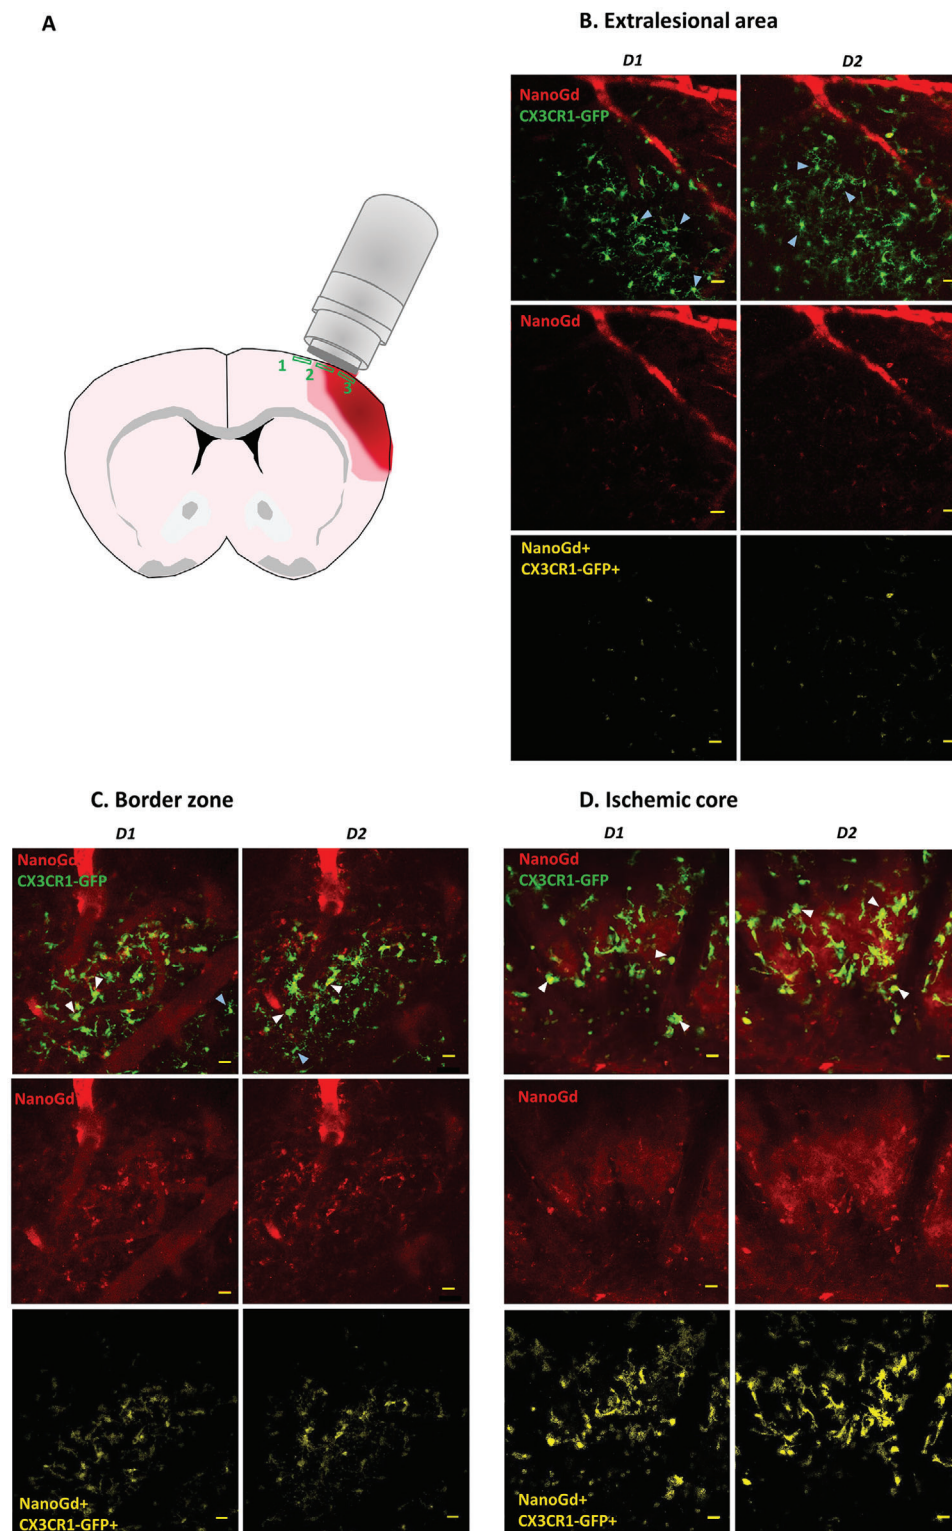 A
B. Extralesional area
D1
D2
NanoGd
CX3CR1-GFP
NanoGd
NanoGd+
CX3CR1-GFP+
1
2
3
C. Border zone
D1
D2
NanoGd
CX3CR1-GFP
NanoGd
NanoGd+
CX3CR1-GFP+
D. Ischemic core
D1
D2
NanoGd
CX3CR1-GFP
NanoGd
NanoGd+
CX3CR1-GFP+